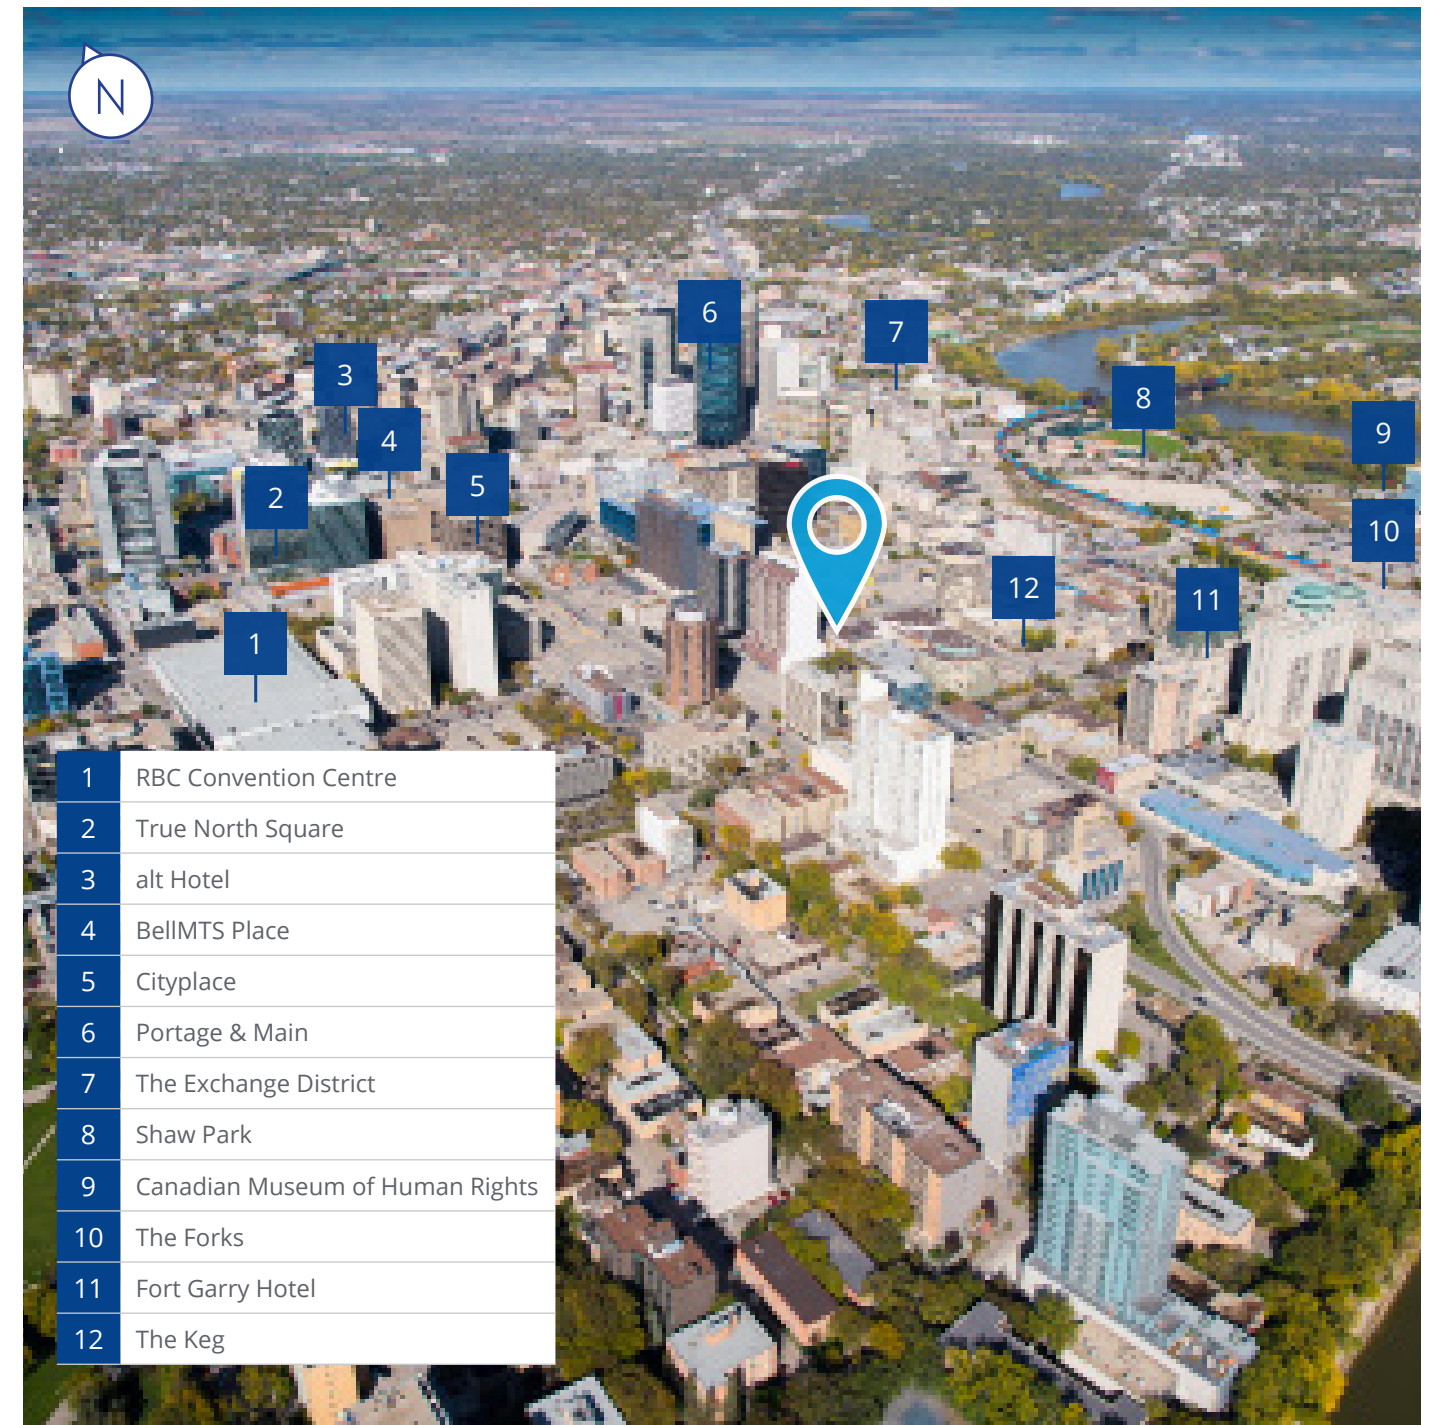 N
6
7
3
8
4
9
5
2
10
12
11
1
1 RBC Convention Centre
2 True North Square
3 alt Hotel
4 BellMTS Place
5 Cityplace
6 Portage & Main
7 The Exchange District
8 Shaw Park
9 Canadian Museum of Human Rights
10 The Forks
11 Fort Garry Hotel
12 The Keg